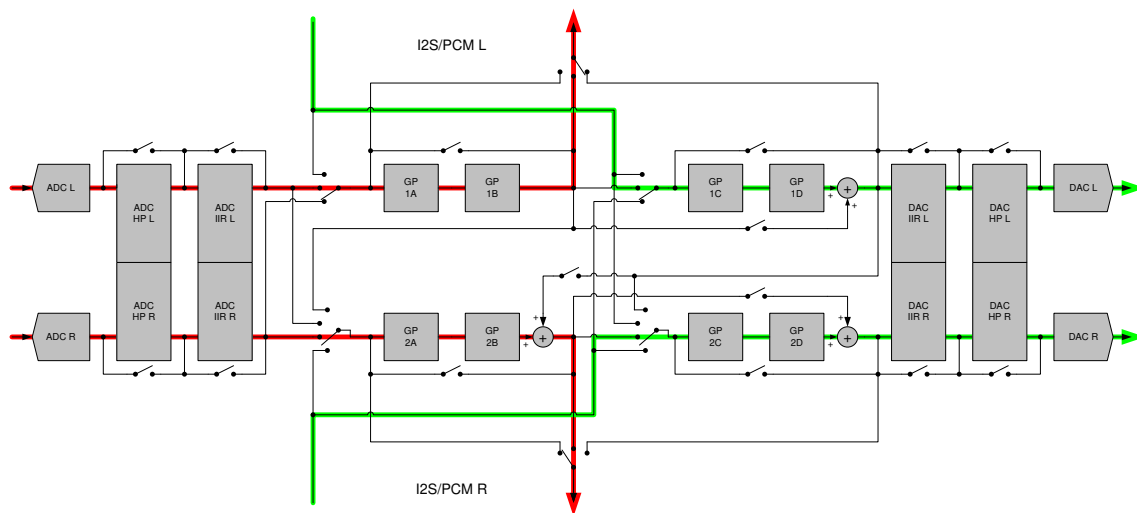 I2S/PCM L
ADC L
ADC
HP L
ADC
IIR L
GP
1A
GP
1B
GP
1C
GP
1D
+
+
+
DAC
IIR L
DAC
HP L
DAC L
ADC R
ADC
HP R
ADC
IIR R
GP
2A
GP
2B
+
+
+
GP
2C
GP
2D
+
+
+
DAC
IIR R
DAC
HP R
DAC R
I2S/PCM R